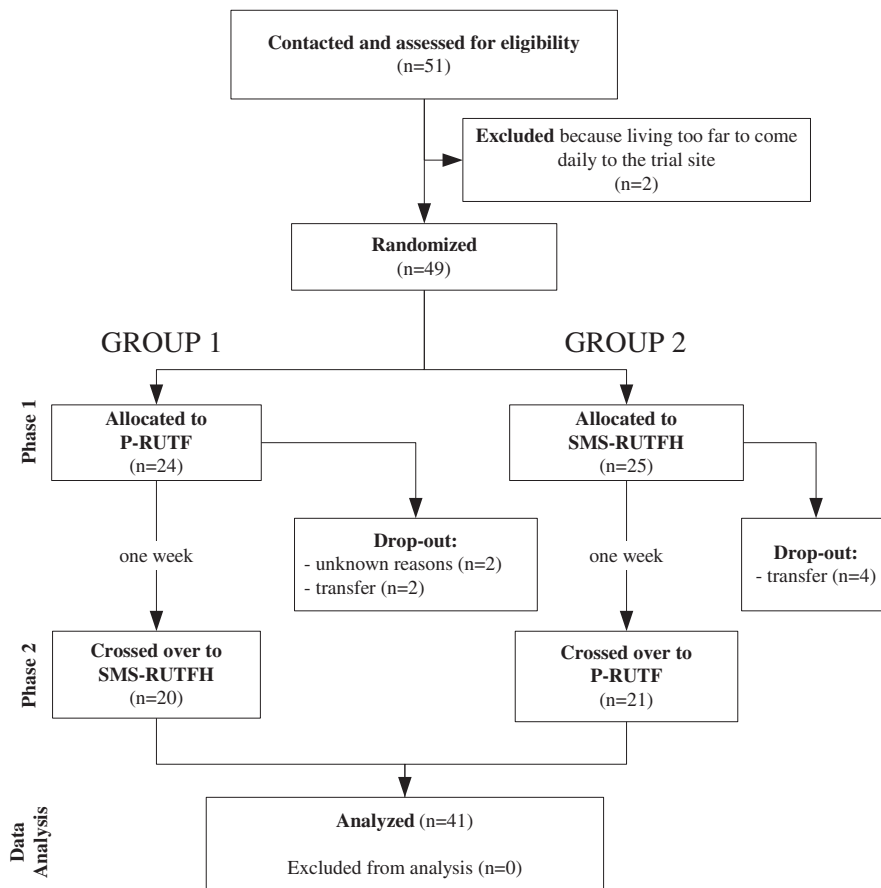 Contacted and assessed for eligibility
(n=51)
Excluded because living too far to come
daily to the trial site
(n=2)
Randomized
(n=49)
GROUP 1
GROUP 2
Phase 1
Allocated to
P-RUTF
(n=24)
Allocated to
SMS-RUTFH
(n=25)
one week
Drop-out:
- unknown reasons (n=2)
- transfer (n=2)
one week
Drop-out:
- transfer (n=4)
Phase 2
Crossed over to
SMS-RUTFH
(n=20)
Crossed over to
P-RUTF
(n=21)
Data
Analysis
Analyzed (n=41)
Excluded from analysis (n=0)